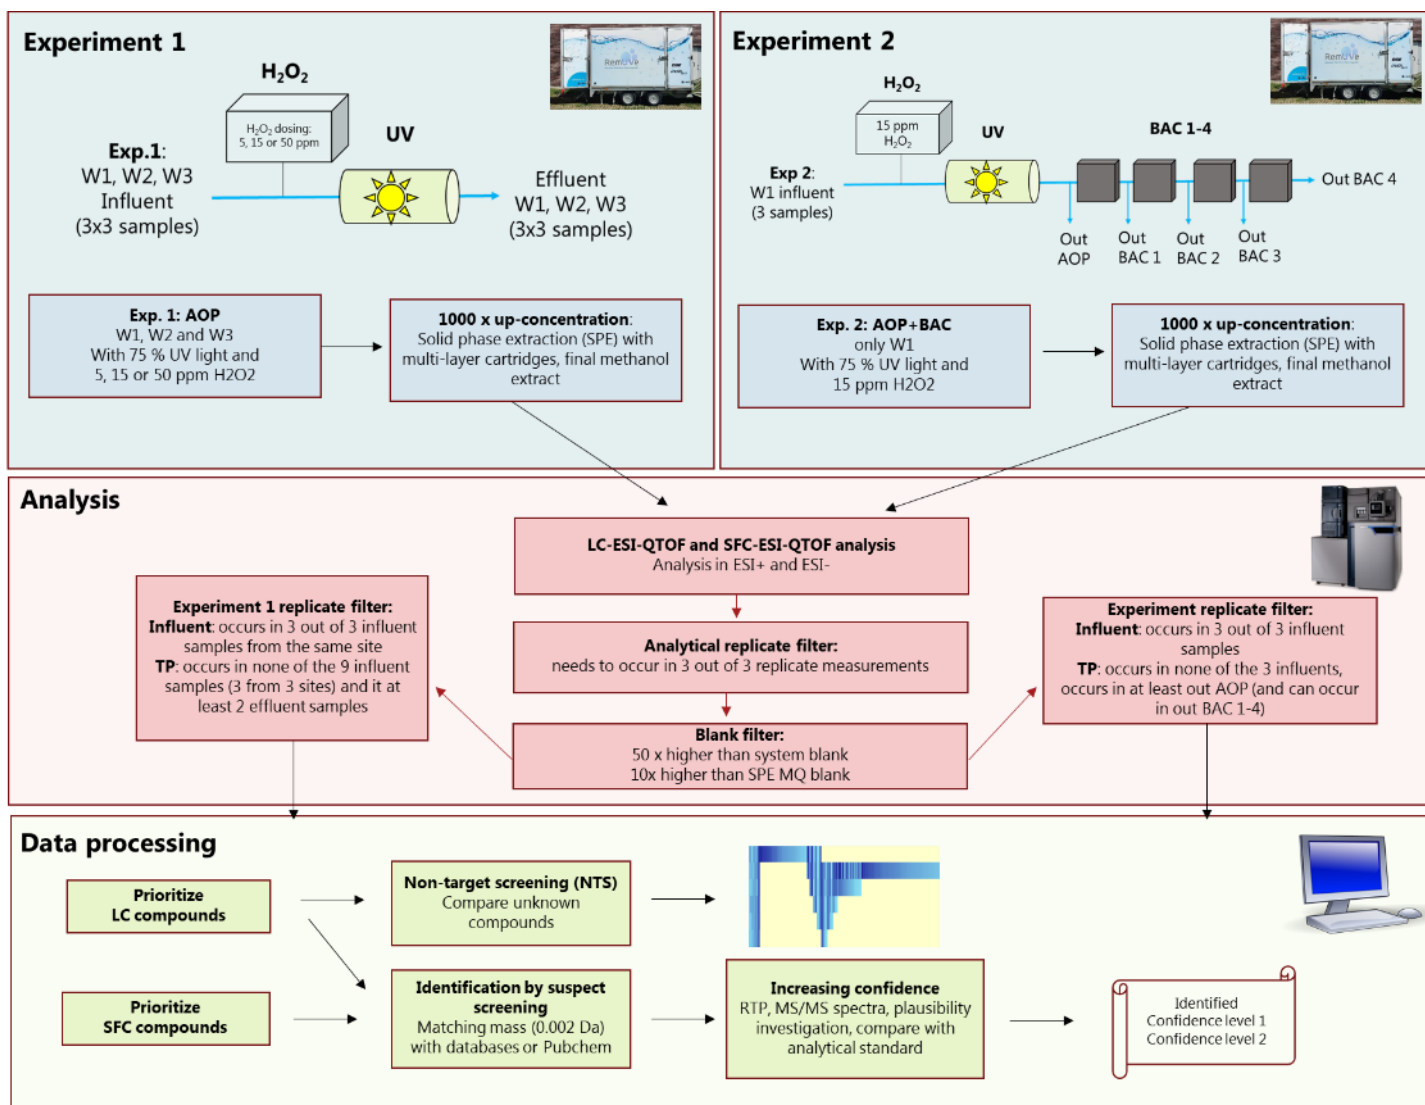 Experiment 1
RemUVe
H₂O₂
H₂O₂ dosing:
5, 15 or 50 ppm
UV
Exp.1:
W1, W2, W3
Influent
(3x3 samples)
Effluent
W1, W2, W3
(3x3 samples)
Exp. 1: AOP
W1, W2 and W3
With 75 % UV light and
5, 15 or 50 ppm H2O2
1000 x up-concentration:
Solid phase extraction (SPE) with
multi-layer cartridges, final methanol
extract
Experiment 2
RemUVe
H₂O₂
15 ppm
H₂O₂
UV
BAC 1-4
Exp 2:
W1 influent
(3 samples)
Out BAC 4
Out
AOP
Out
BAC 1
Out
BAC 2
Out
BAC 3
Exp. 2: AOP+BAC
only W1
With 75 % UV light and
15 ppm H2O2
1000 x up-concentration:
Solid phase extraction (SPE) with
multi-layer cartridges, final methanol
extract
Analysis
LC-ESI-QTOF and SFC-ESI-QTOF analysis
Analysis in ESI+ and ESI-
Experiment 1 replicate filter:
Influent: occurs in 3 out of 3 influent
samples from the same site
TP: occurs in none of the 9 influent
samples (3 from 3 sites) and it at
least 2 effluent samples
Analytical replicate filter:
needs to occur in 3 out of 3 replicate measurements
Blank filter:
50 x higher than system blank
10x higher than SPE MQ blank
Experiment replicate filter:
Influent: occurs in 3 out of 3 influent
samples
TP: occurs in none of the 3 influents,
occurs in at least out AOP (and can occur
in out BAC 1-4)
Data processing
Prioritize
LC compounds
Non-target screening (NTS)
Compare unknown
compounds
Prioritize
SFC compounds
Identification by suspect
screening
Matching mass (0.002 Da)
with databases or Pubchem
Increasing confidence
RTP, MS/MS spectra, plausibility
investigation, compare with
analytical standard
Identified
Confidence level 1
Confidence level 2